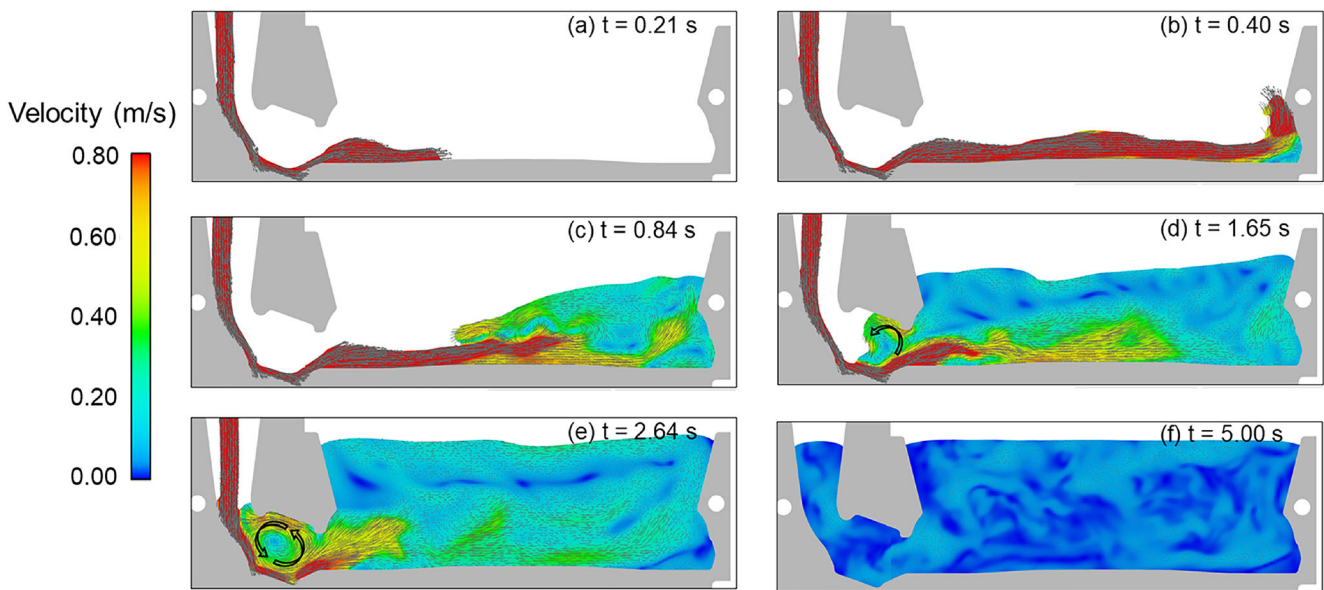 (a) t = 0.21 s
(b) t = 0.40 s
Velocity (m/s)
0.80
0.60
0.40
0.20
0.00
(c) t = 0.84 s
(d) t = 1.65 s
(e) t = 2.64 s
(f) t = 5.00 s